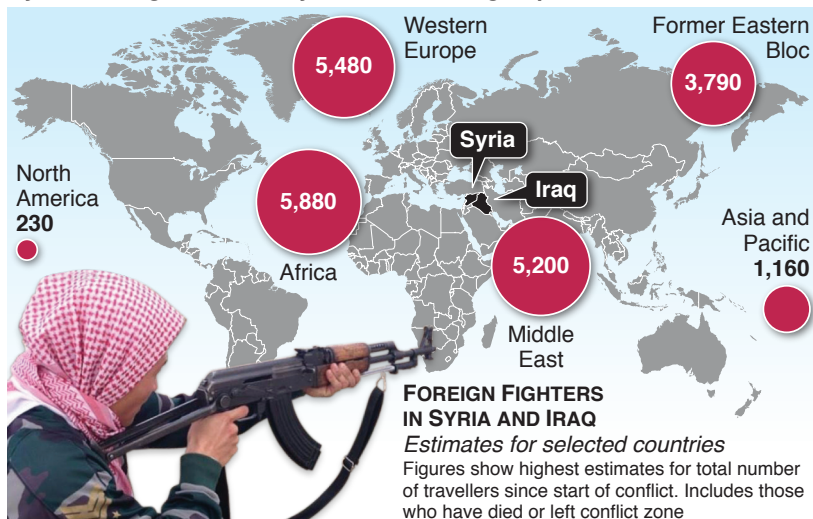 Western
Europe
5,480
Former Eastern
Bloc
3,790
Syria
Iraq
North
America
230
5,880
Africa
5,200
Middle
East
Asia and
Pacific
1,160
FOREIGN FIGHTERS
IN SYRIA AND IRAQ
Estimates for selected countries
Figures show highest estimates for total number
of travellers since start of conflict. Includes those
who have died or left conflict zone